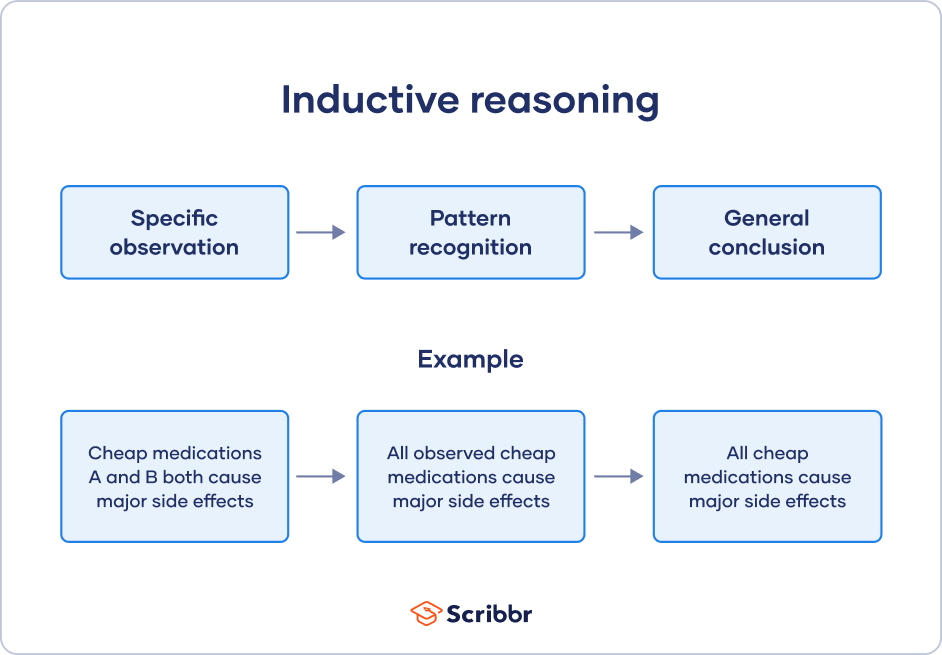 Inductive reasoning
Specific
observation
Pattern
recognition
General
conclusion
Example
Cheap medications
A and B both cause
major side effects
All observed cheap
medications cause
major side effects
All cheap
medications cause
major side effects
Scribbr